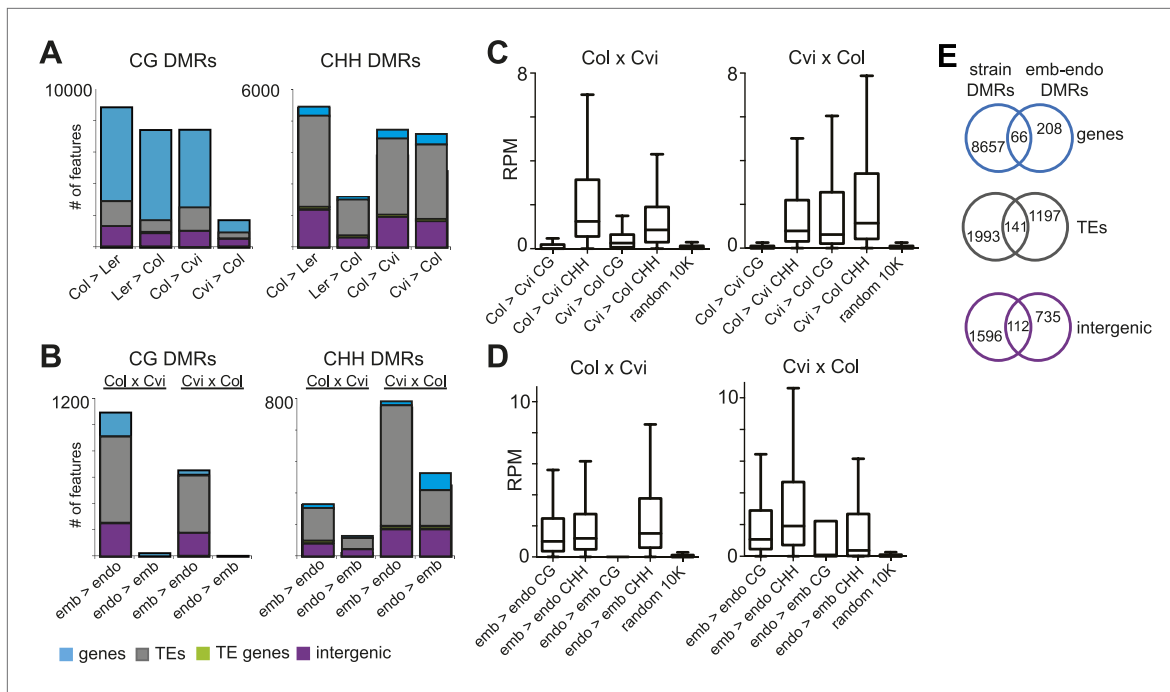 A
CG DMRs
CHH DMRs
10000
# of features
0
Col > Ler
Ler > Col
Col > Cvi
Cvi > Col
6000
0
Col > Ler
Ler > Col
Col > Cvi
Cvi > Col
B
CG DMRs
CHH DMRs
Col x Cvi
Cvi x Col
Col x Cvi
Cvi x Col
1200
# of features
0
emb > endo
endo > emb
emb > endo
endo > emb
800
0
emb > endo
endo > emb
emb > endo
endo > emb
genes
TEs
TE genes
intergenic
C
Col x Cvi
Cvi x Col
8
RPM
0
Col > Cvi CG
Col > Cvi CHH
Cvi > Col CG
Cvi > Col CHH
random 10K
8
0
Col > Cvi CG
Col > Cvi CHH
Cvi > Col CG
Cvi > Col CHH
random 10K
D
Col x Cvi
Cvi x Col
10
RPM
0
emb > endo CG
emb > endo CHH
endo > emb CG
endo > emb CHH
random 10K
10
0
emb > endo CG
emb > endo CHH
endo > emb CG
endo > emb CHH
random 10K
E
strain DMRs
emb-endo DMRs
8657
66
208
genes
1993
141
1197
TEs
1596
112
735
intergenic